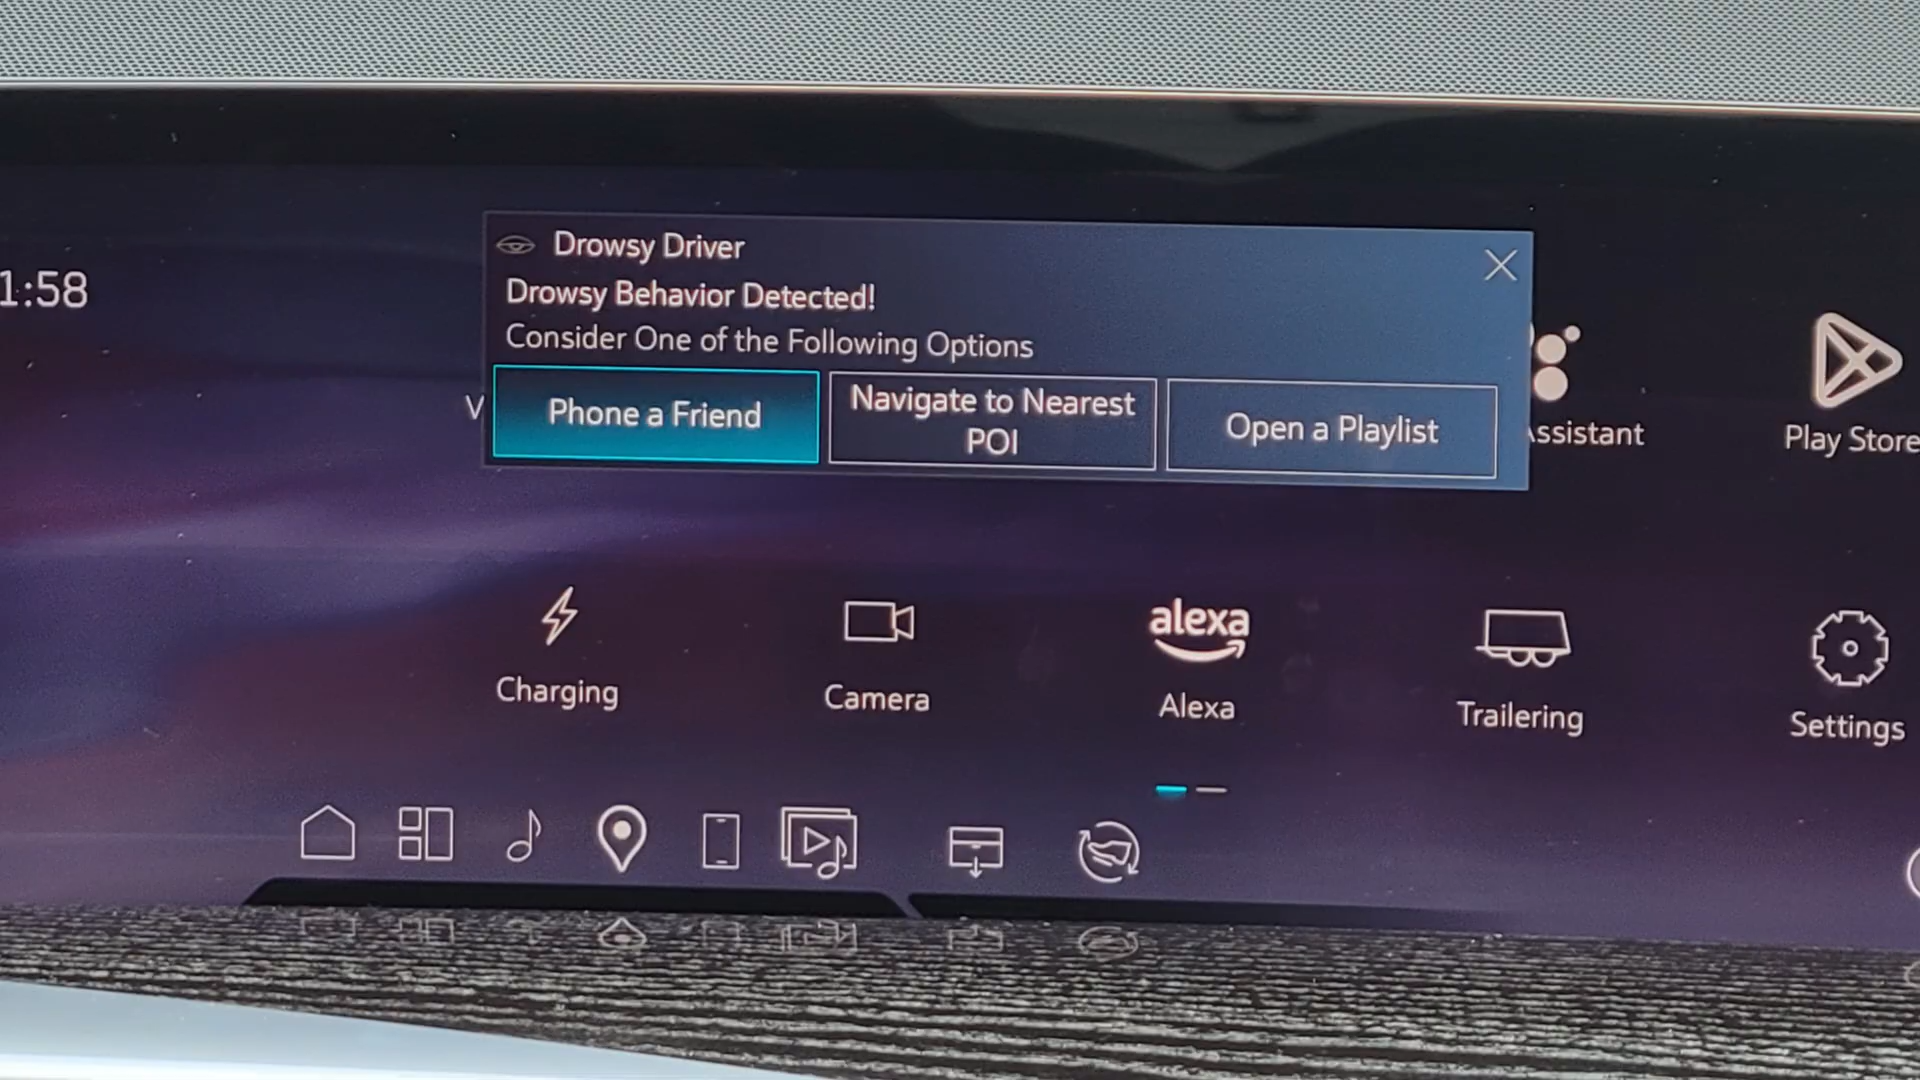 1:58
Drowsy Driver
Drowsy Behavior Detected!
Consider One of the Following Options
Phone a Friend
Navigate to Nearest
POI
Open a Playlist
V
ssistant
Play Store
Charging
Camera
alexa
Alexa
Trailering
Settings